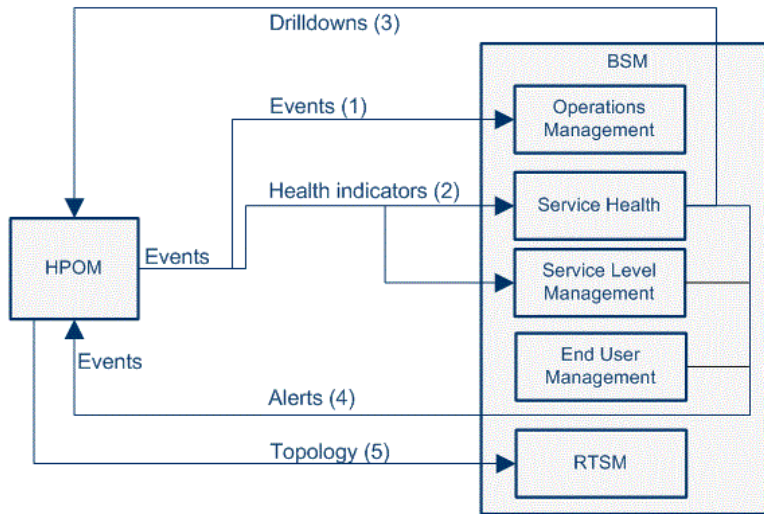 Drilldowns (3)
BSM
Events (1)
Operations
Management
Health indicators (2)
Service Health
HPOM
Events
Service Level
Management
End User
Management
Events
Alerts (4)
Topology (5)
RTSM